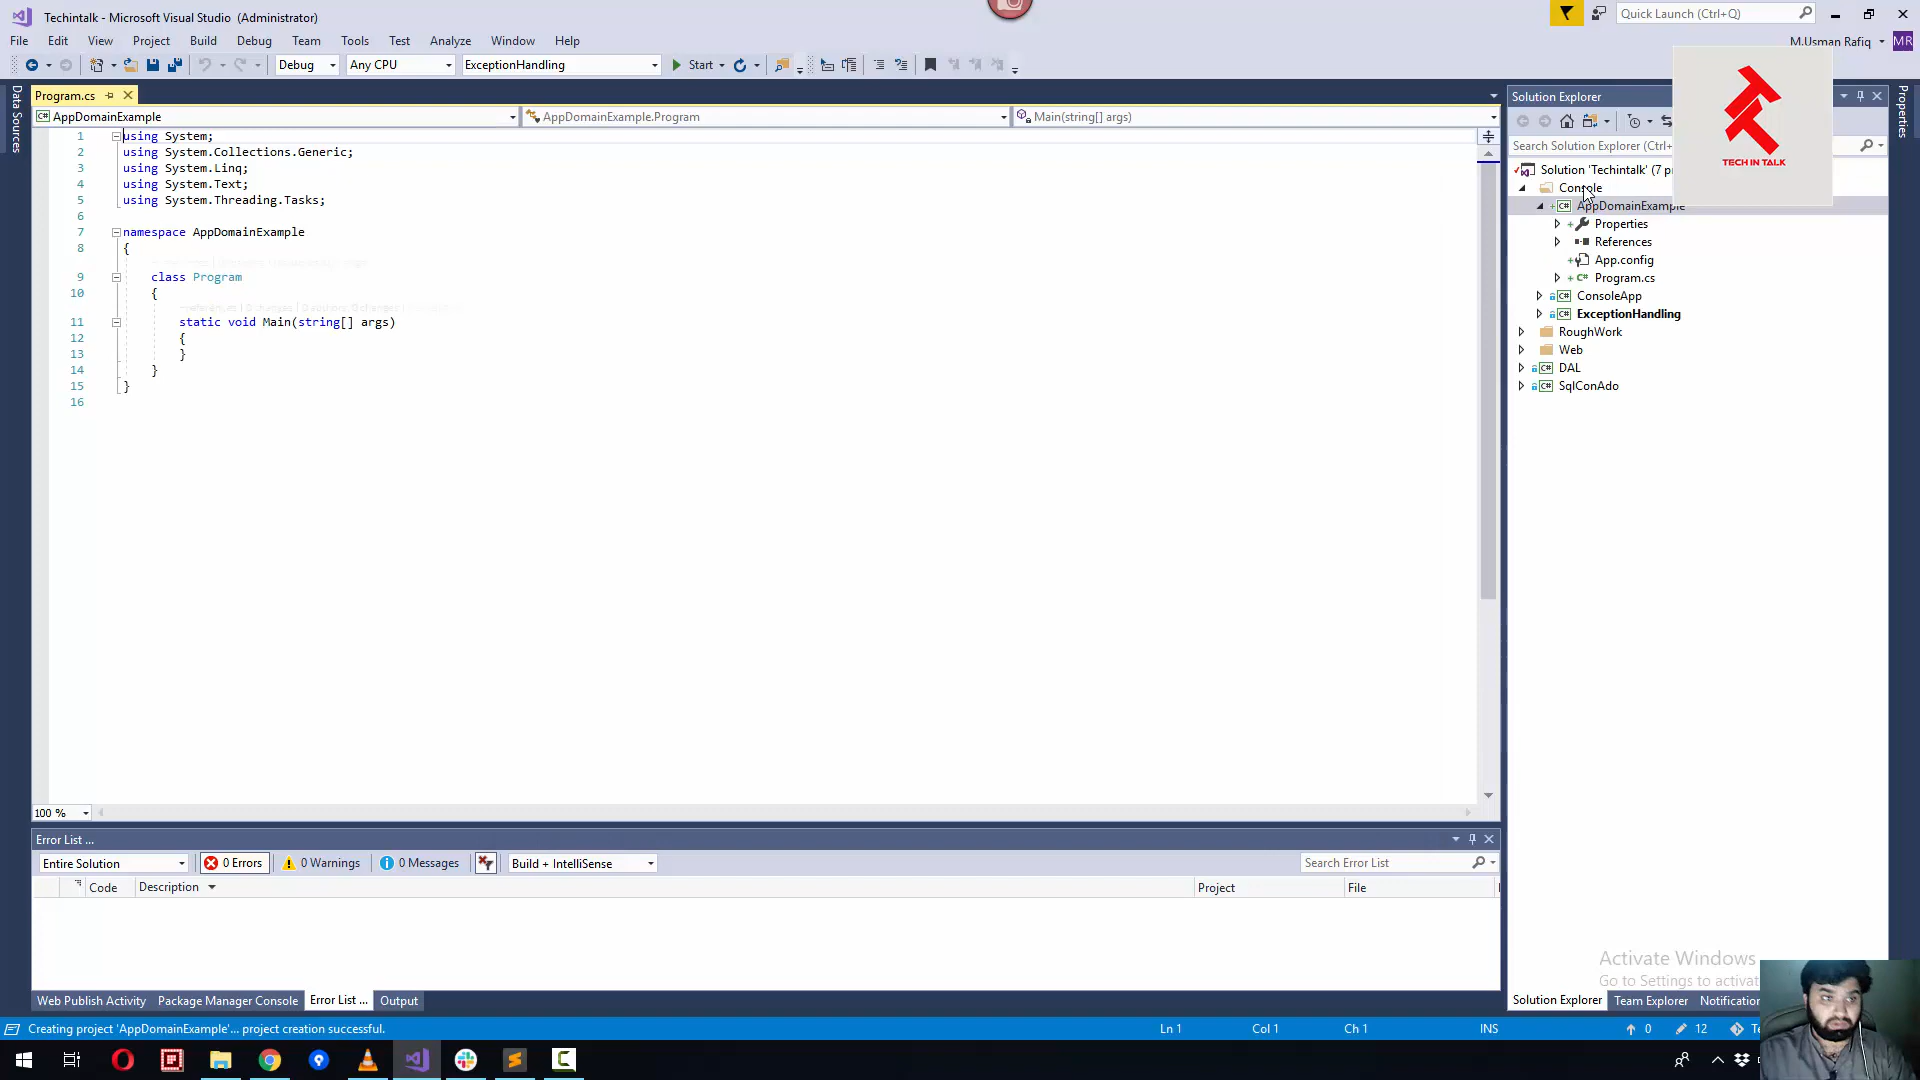 Techintalk - Microsoft Visual Studio (Administrator)
Quick Launch (Ctrl+Q)
File Edit View Project Build Debug Team Tools Test Analyze Window Help
M.Usman Rafiq MR
Debug Any CPU ExceptionHandling Start
Data Sources
Program.cs
AppDomainExample AppDomainExample.Program Main(string[] args)
1 using System;
2 using System.Collections.Generic;
3 using System.Linq;
4 using System.Text;
5 using System.Threading.Tasks;
6
7 namespace AppDomainExample
8 {
9 class Program
10 {
11 static void Main(string[] args)
12 {
13 }
14 }
15 }
16
100 %
Solution Explorer
Search Solution Explorer (Ctrl+
Solution 'Techintalk' (7 p
Console
AppDomainExample
Properties
References
App.config
Program.cs
ConsoleApp
ExceptionHandling
RoughWork
Web
DAL
SqlConAdo
TECH IN TALK
Properties
Error List ...
Entire Solution 0 Errors 0 Warnings 0 Messages Build + IntelliSense Search Error List
Code Description Project File
Web Publish Activity Package Manager Console Error List ... Output
Activate Windows
Go to Settings to activat
Solution Explorer Team Explorer Notification
Creating project 'AppDomainExample'... project creation successful.
Ln 1 Col 1 Ch 1 INS 0 12